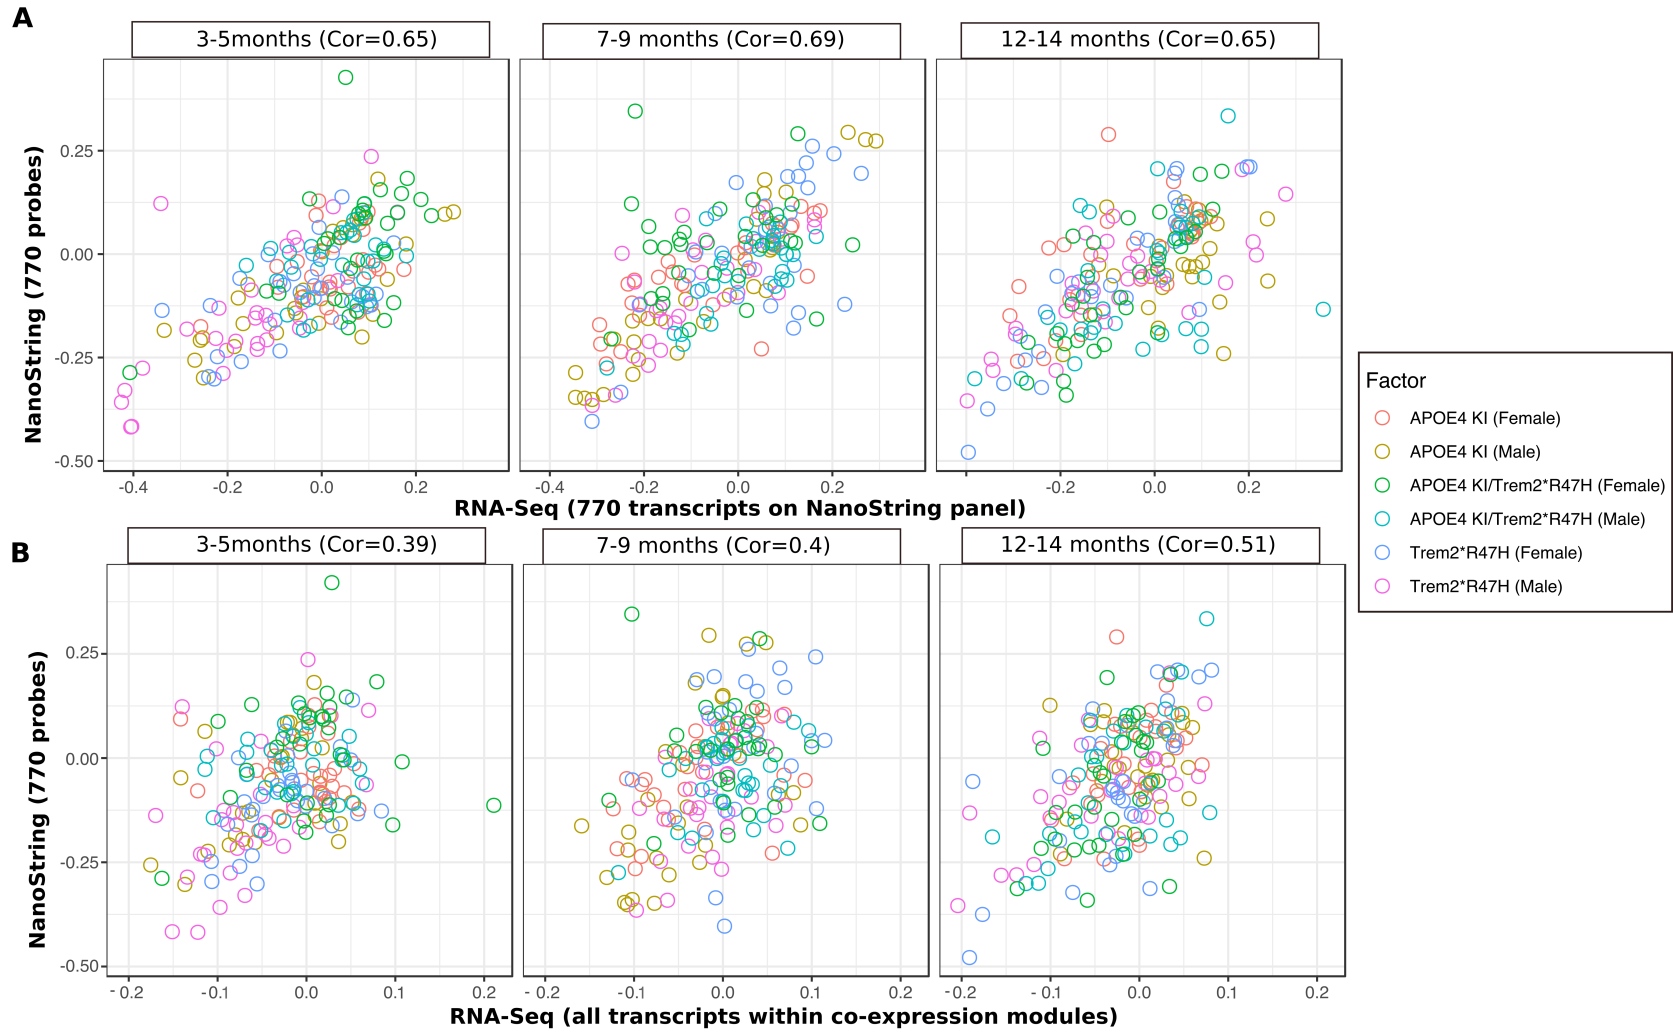 A
3-5months (Cor=0.65)
7-9 months (Cor=0.69)
12-14 months (Cor=0.65)
NanoString (770 probes)
0.25
0.00
-0.25
-0.50
-0.4
-0.2
0.0
0.2
-0.4
-0.2
0.0
0.2
-0.2
0.0
0.2
RNA-Seq (770 transcripts on NanoString panel)
B
3-5months (Cor=0.39)
7-9 months (Cor=0.4)
12-14 months (Cor=0.51)
NanoString (770 probes)
0.25
0.00
-0.25
-0.50
- 0.2
-0.1
0.0
0.1
0.2
- 0.2
-0.1
0.0
0.1
0.2
-0.2
- 0.1
0.0
0.1
0.2
RNA-Seq (all transcripts within co-expression modules)
Factor
APOE4 KI (Female)
APOE4 KI (Male)
APOE4 KI/Trem2*R47H (Female)
APOE4 KI/Trem2*R47H (Male)
Trem2*R47H (Female)
Trem2*R47H (Male)